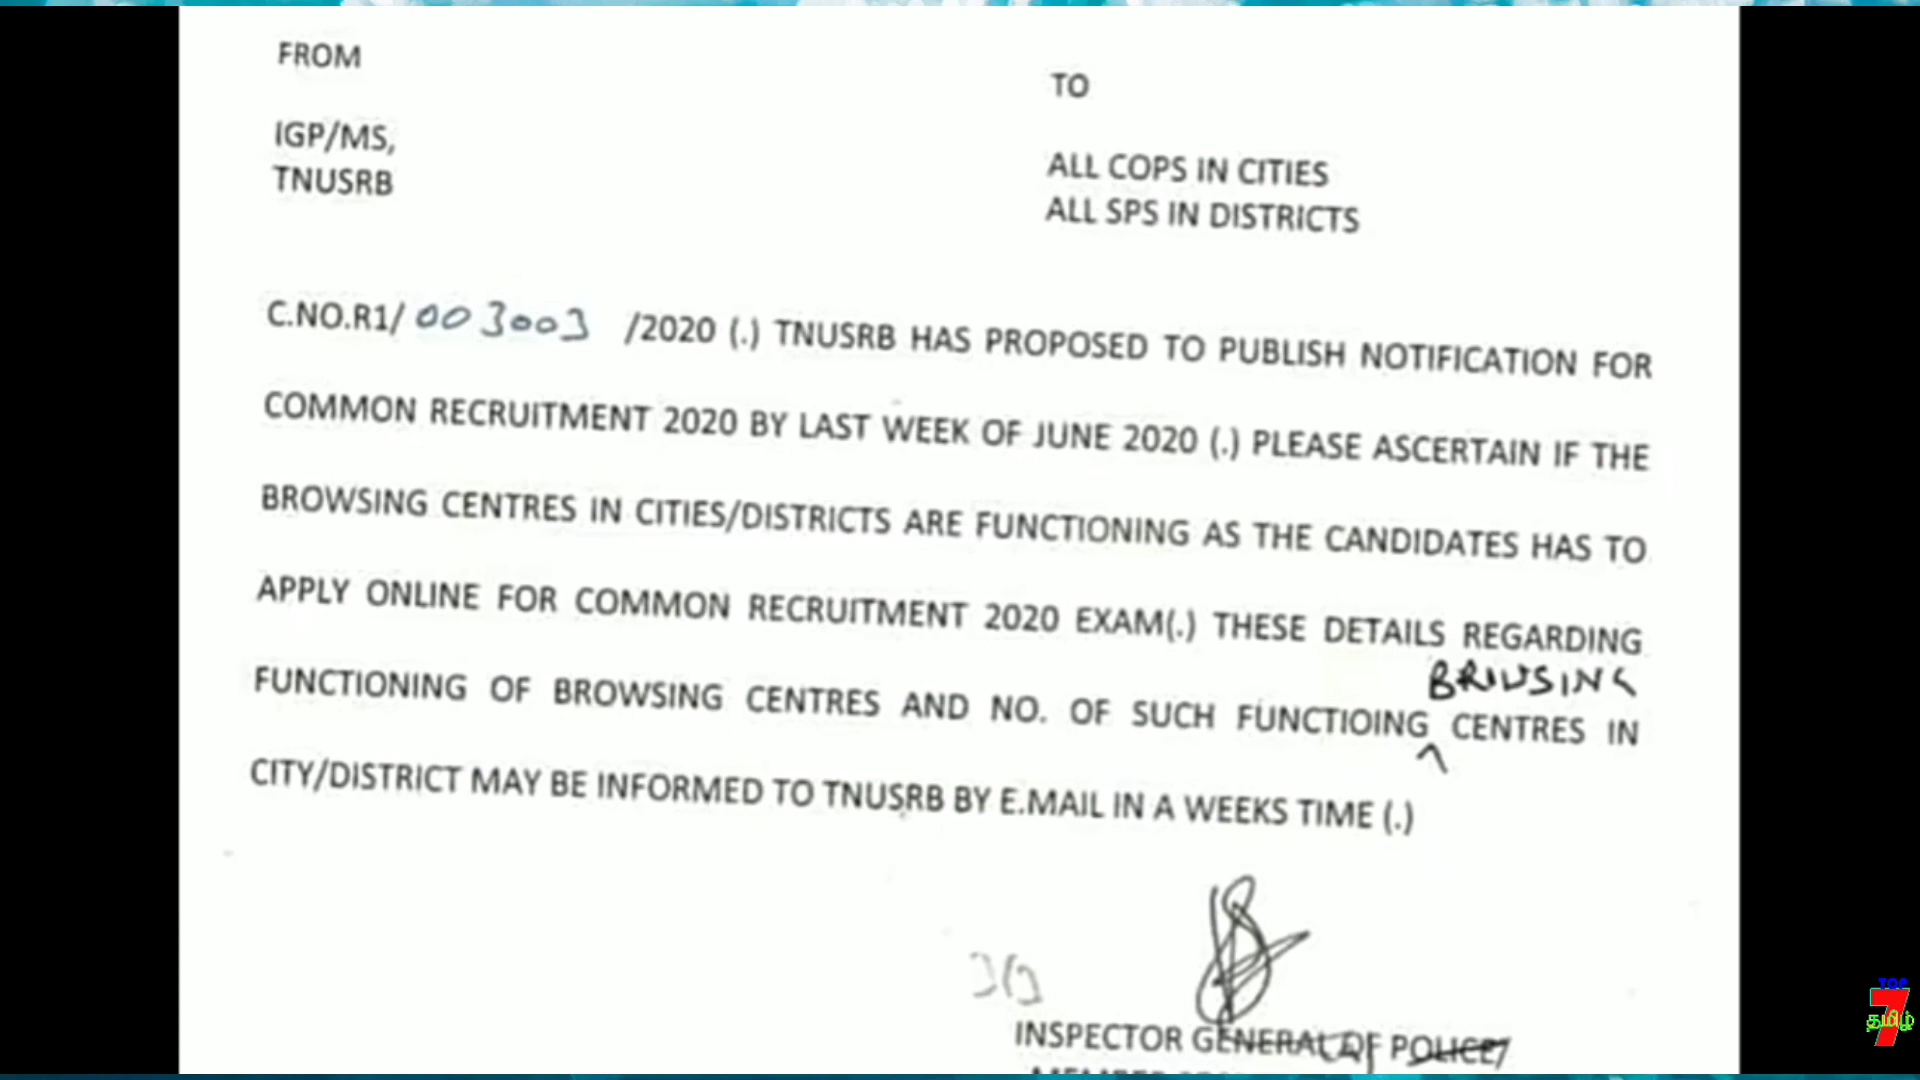 FROM
TO
IGP/MS,
TNUSRB
ALL COPS IN CITIES
ALL SPS IN DISTRICTS
C.NO.R1/ 003003 /2020 (.) TNUSRB HAS PROPOSED TO PUBLISH NOTIFICATION FOR
COMMON RECRUITMENT 2020 BY LAST WEEK OF JUNE 2020 (.) PLEASE ASCERTAIN IF THE
BROWSING CENTRES IN CITIES/DISTRICTS ARE FUNCTIONING AS THE CANDIDATES HAS TO
APPLY ONLINE FOR COMMON RECRUITMENT 2020 EXAM(.) THESE DETAILS REGARDING
BROWSING
FUNCTIONING OF BROWSING CENTRES AND NO. OF SUCH FUNCTIOING ^ CENTRES IN
CITY/DISTRICT MAY BE INFORMED TO TNUSRB BY E.MAIL IN A WEEKS TIME (.)
INSPECTOR GENERAL OF POLICE/
TOP
7
தமிழ்